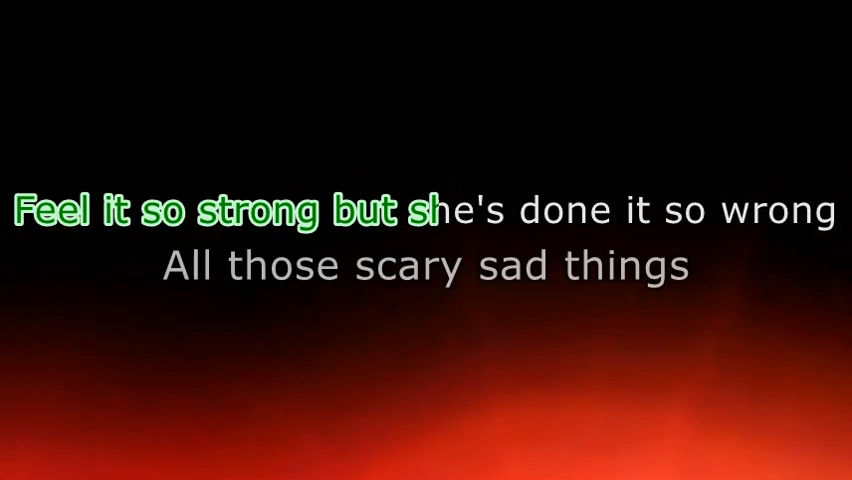 Feel it so strong but she's done it so wrong
All those scary sad things